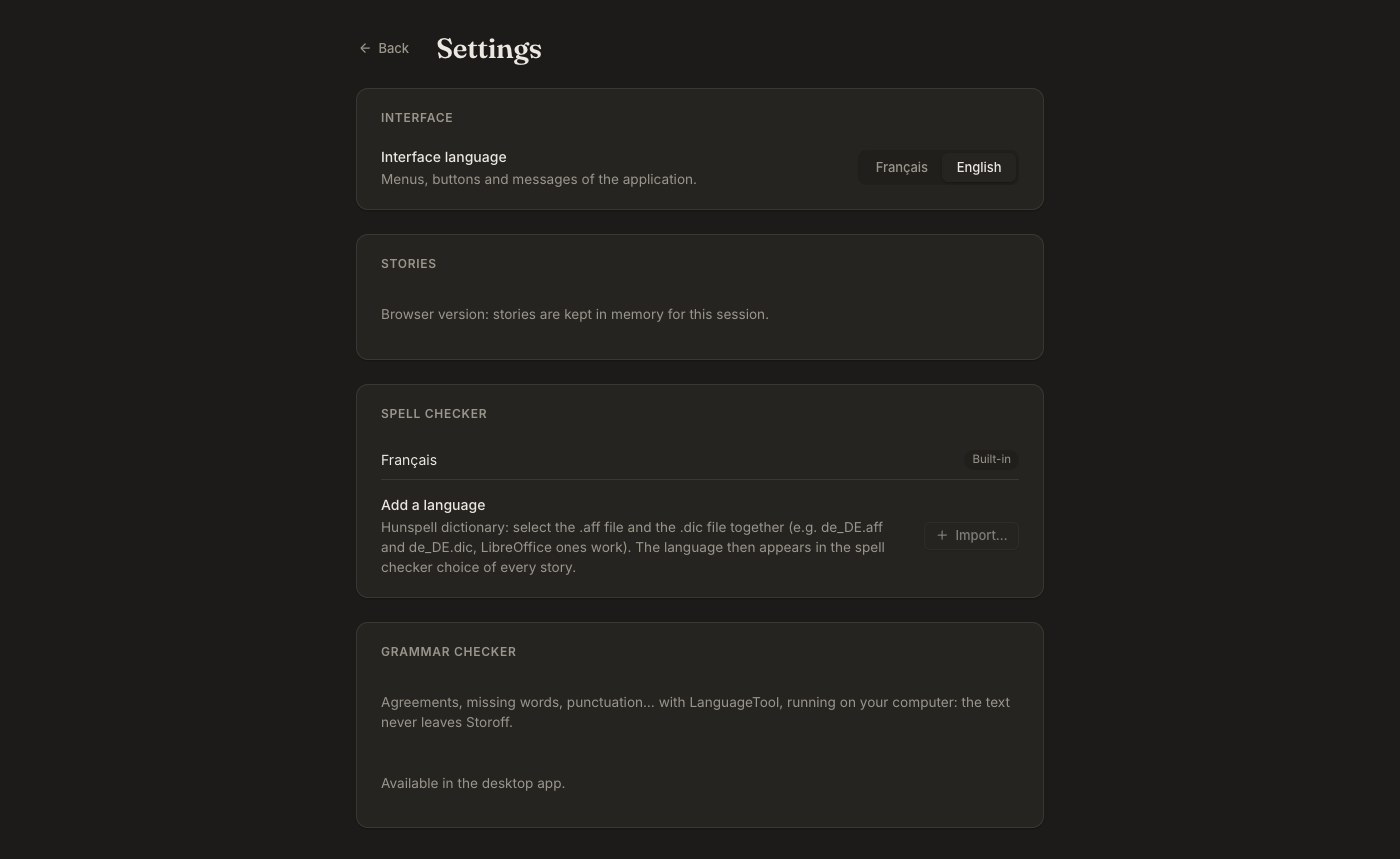 Back
Settings
INTERFACE
Interface language
Menus, buttons and messages of the application.
Français
English
STORIES
Browser version: stories are kept in memory for this session.
SPELL CHECKER
Français
Built-in
Add a language
Hunspell dictionary: select the .aff file and the .dic file together (e.g. de_DE.aff
and de_DE.dic, LibreOffice ones work). The language then appears in the spell
checker choice of every story.
+ Import...
GRAMMAR CHECKER
Agreements, missing words, punctuation... with LanguageTool, running on your computer: the text
never leaves Storoff.
Available in the desktop app.